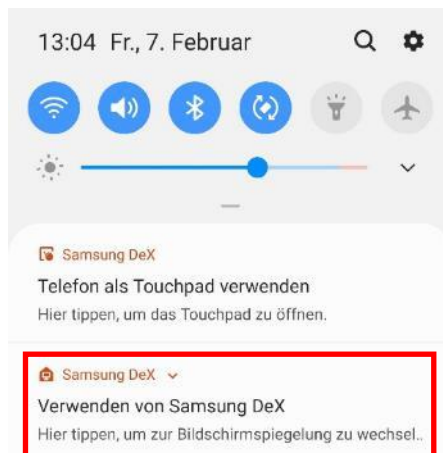 13:04 Fr., 7. Februar
Samsung DeX
Telefon als Touchpad verwenden
Hier tippen, um das Touchpad zu öffnen.
Samsung DeX
Verwenden von Samsung DeX
Hier tippen, um zur Bildschirmspiegelung zu wechsel..